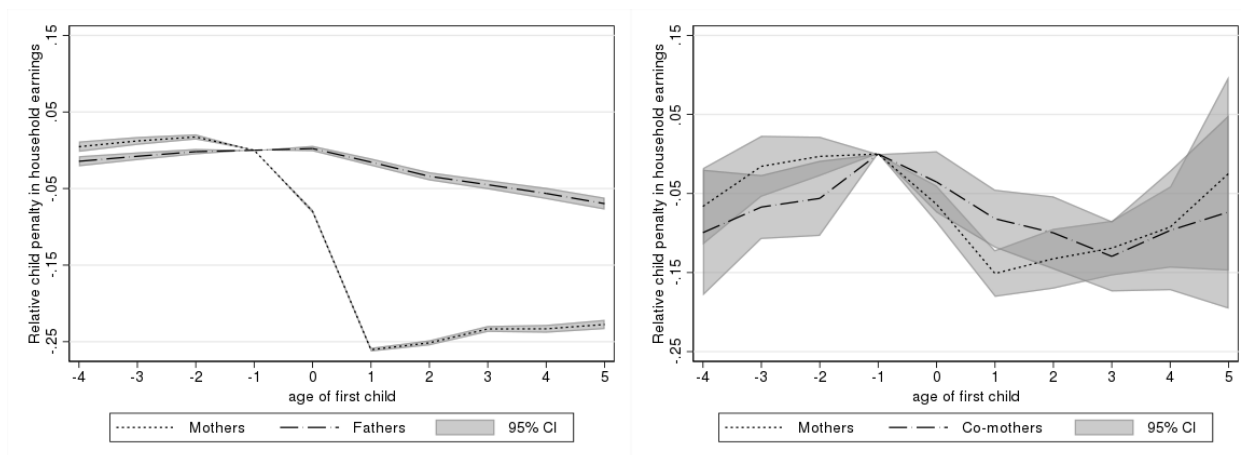 Relative child penalty in household earnings
.15
.05
-.05
-.15
-.25
-4 -3 -2 -1 0 1 2 3 4 5
age of first child
Mothers Fathers 95% CI
Relative child penalty in household earnings
.15
.05
-.05
-.15
-.25
-4 -3 -2 -1 0 1 2 3 4 5
age of first child
Mothers Co-mothers 95% CI